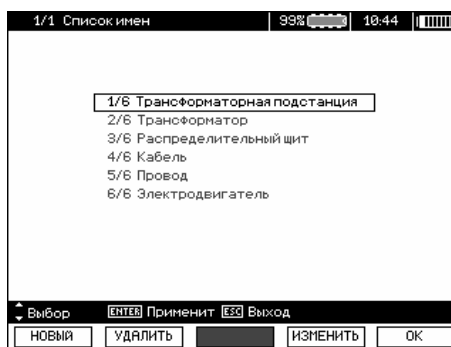 1/1 Список имен 99% 10:44
1/6 Трансформаторная подстанция
2/6 Трансформатор
3/6 Распределительный щит
4/6 Кабель
5/6 Провод
6/6 Электродвигатель
Выбор ENTER Применит ESC Выход
НОВЫЙ УДАЛИТЬ ИЗМЕНИТЬ ОК